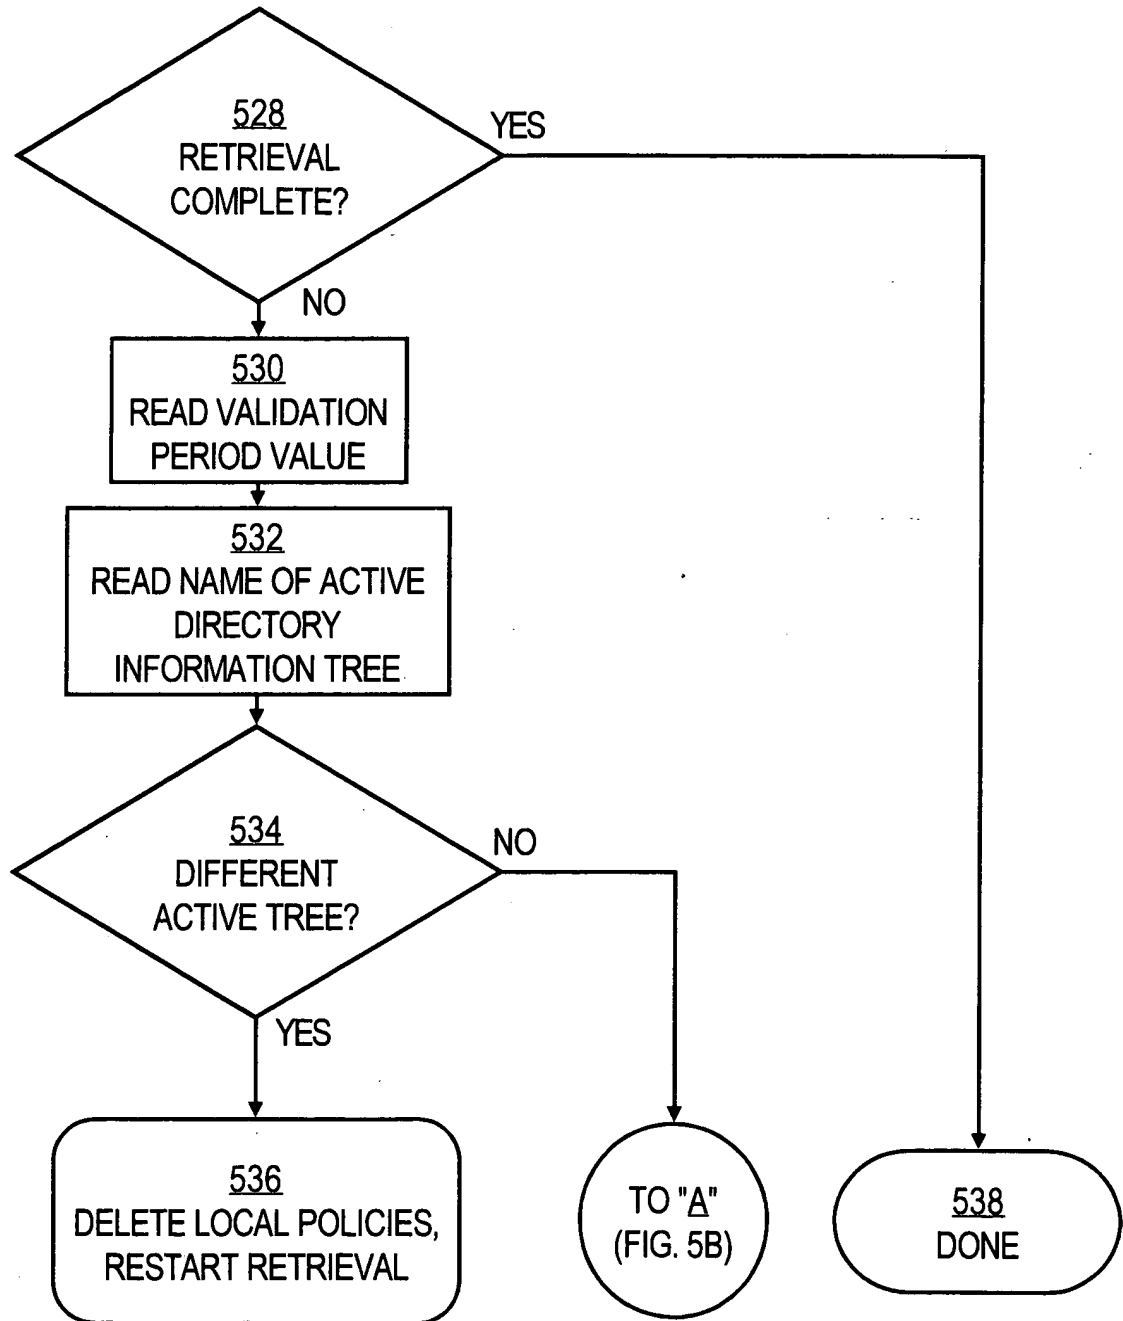 528
RETRIEVAL
COMPLETE?
YES
NO
530
READ VALIDATION
PERIOD VALUE
532
READ NAME OF ACTIVE
DIRECTORY
INFORMATION TREE
534
DIFFERENT
ACTIVE TREE?
NO
YES
536
DELETE LOCAL POLICIES,
RESTART RETRIEVAL
TO "A"
(FIG. 5B)
538
DONE